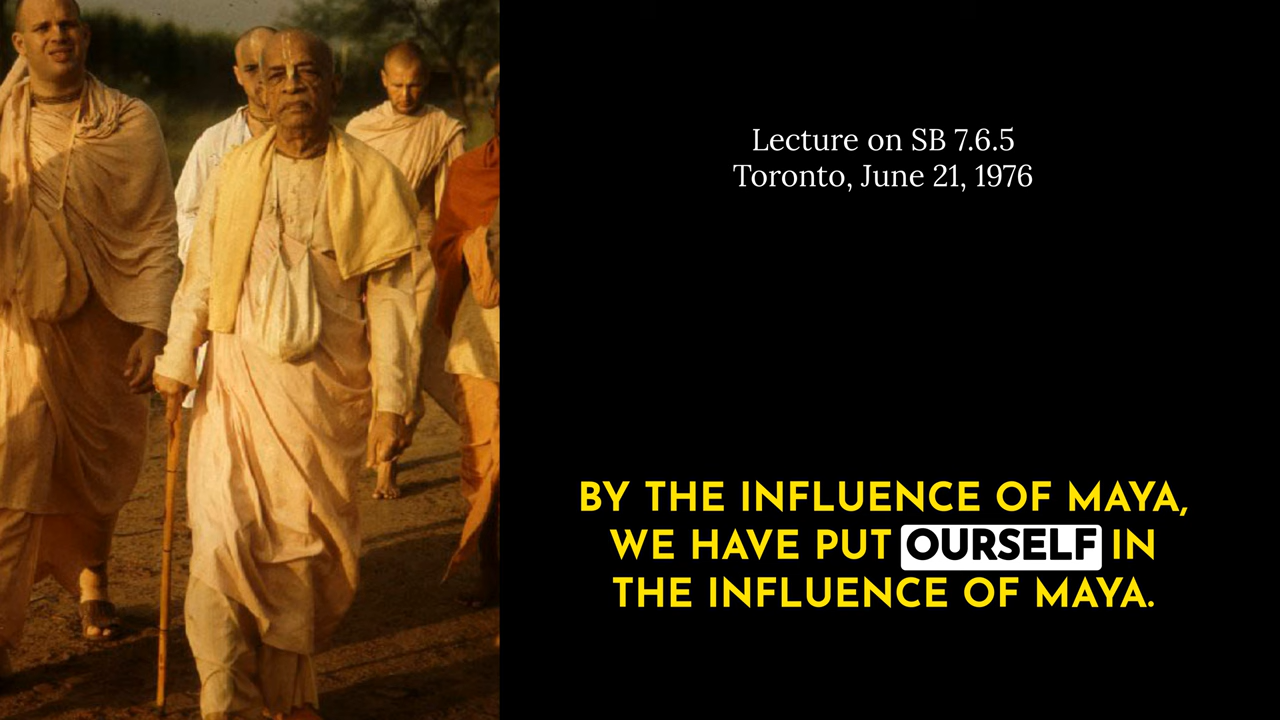 Lecture on SB 7.6.5
Toronto, June 21, 1976
BY THE INFLUENCE OF MAYA,
WE HAVE PUT OURSELF IN
THE INFLUENCE OF MAYA.